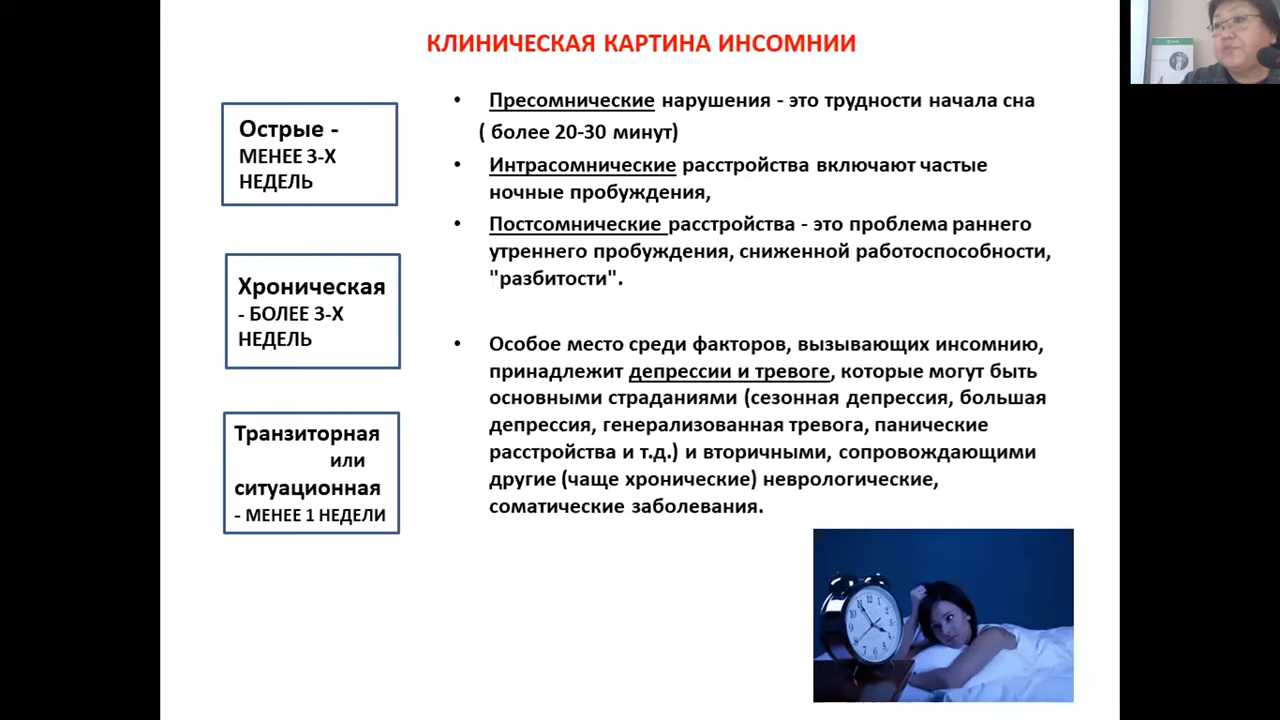 КЛИНИЧЕСКАЯ КАРТИНА ИНСОМНИИ
Острые -
МЕНЕЕ 3-Х
НЕДЕЛЬ
Хроническая
- БОЛЕЕ 3-Х
НЕДЕЛЬ
Транзиторная
или
ситуационная
- МЕНЕЕ 1 НЕДЕЛИ
• Пресомнические нарушения - это трудности начала сна
( более 20-30 минут)
• Интрасомнические расстройства включают частые
ночные пробуждения,
• Постсомнические расстройства - это проблема раннего
утреннего пробуждения, сниженной работоспособности,
"разбитости".
• Особое место среди факторов, вызывающих инсомнию,
принадлежит депрессии и тревоге, которые могут быть
основными страданиями (сезонная депрессия, большая
депрессия, генерализованная тревога, панические
расстройства и т.д.) и вторичными, сопровождающими
другие (чаще хронические) неврологические,
соматические заболевания.